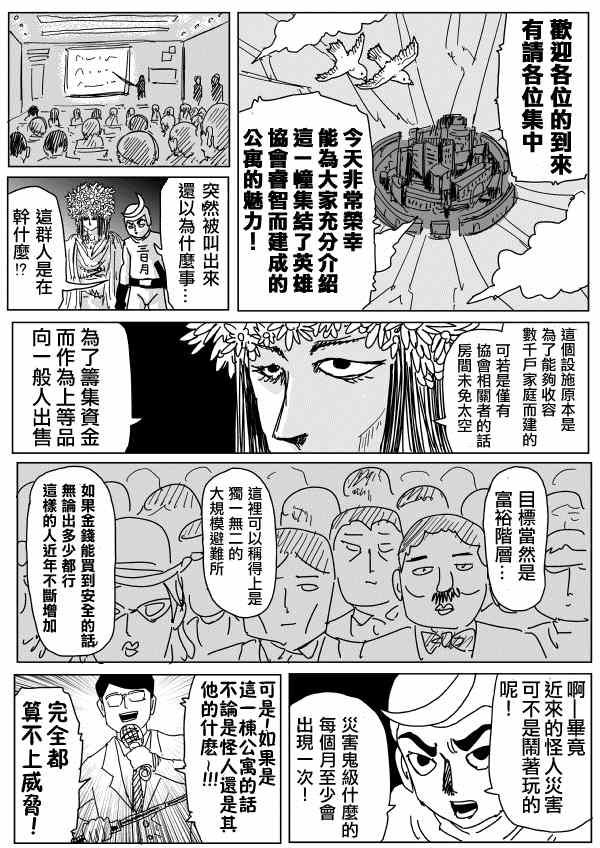 歡迎各位的到來
有請各位集中
今天非常榮幸
能為大家充分介紹
這一幢集結了英雄
協會睿智而建成的
公寓的魅力！
突然被叫出來
還以為什麼事…
三日月
這群人是在
幹什麼!?
這個設施原本是
為了能夠收容
數千戶家庭而建的
可若是僅有
協會相關者的話
房間未免太空
為了籌集資金
而作為上等品
向一般人出售
目標當然是
富裕階層…
這裡可以稱得上是
獨一無二的
大規模避難所
如果金錢能買到安全的話
無論出多少都行
這樣的人近年不斷增加
啊—畢竟
近來的怪人災害
可不是鬧著玩的
呢！
災害鬼級什麼的
每個月至少會
出現一次！
可是！如果是
這一棟公寓的話
不論是怪人還是其
他的什麽～!!!
完全都
算不上威脅！